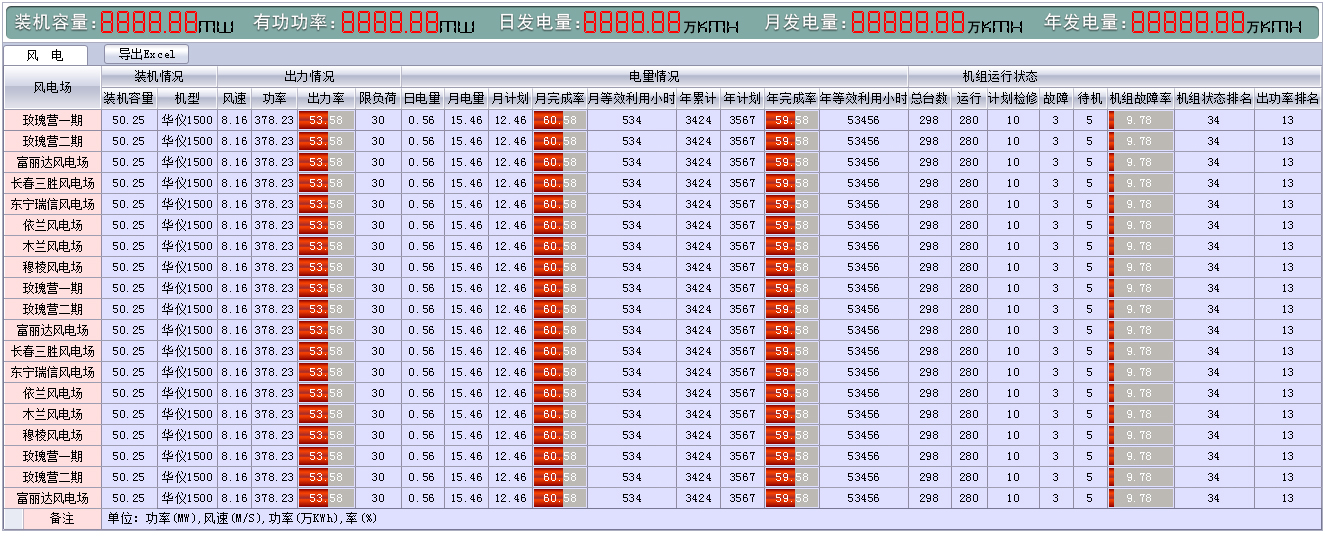 装机容量:8888.88MW 有功功率:8888.88MW 日发电量:8888.88万KMH 月发电量:88888.88万KMH 年发电量:88888.88万KMH
风 电 导出Excel
风电场 装机情况 出力情况 电量情况 机组运行状态
装机容量 机型 风速 功率 出力率 限负荷 日电量 月电量 月计划 月完成率 月等效利用小时 年累计 年计划 年完成率 年等效利用小时 总台数 运行 计划检修 故障 待机 机组故障率 机组状态排名 出功率排名
玫瑰营一期 50.25 华仪1500 8.16 378.23 53.58 30 0.56 15.46 12.46 60.58 534 3424 3567 59.58 53456 298 280 10 3 5 9.78 34 13
玫瑰营二期 50.25 华仪1500 8.16 378.23 53.58 30 0.56 15.46 12.46 60.58 534 3424 3567 59.58 53456 298 280 10 3 5 9.78 34 13
富丽达风电场 50.25 华仪1500 8.16 378.23 53.58 30 0.56 15.46 12.46 60.58 534 3424 3567 59.58 53456 298 280 10 3 5 9.78 34 13
长春三胜风电场 50.25 华仪1500 8.16 378.23 53.58 30 0.56 15.46 12.46 60.58 534 3424 3567 59.58 53456 298 280 10 3 5 9.78 34 13
东宁瑞信风电场 50.25 华仪1500 8.16 378.23 53.58 30 0.56 15.46 12.46 60.58 534 3424 3567 59.58 53456 298 280 10 3 5 9.78 34 13
依兰风电场 50.25 华仪1500 8.16 378.23 53.58 30 0.56 15.46 12.46 60.58 534 3424 3567 59.58 53456 298 280 10 3 5 9.78 34 13
木兰风电场 50.25 华仪1500 8.16 378.23 53.58 30 0.56 15.46 12.46 60.58 534 3424 3567 59.58 53456 298 280 10 3 5 9.78 34 13
穆棱风电场 50.25 华仪1500 8.16 378.23 53.58 30 0.56 15.46 12.46 60.58 534 3424 3567 59.58 53456 298 280 10 3 5 9.78 34 13
玫瑰营一期 50.25 华仪1500 8.16 378.23 53.58 30 0.56 15.46 12.46 60.58 534 3424 3567 59.58 53456 298 280 10 3 5 9.78 34 13
玫瑰营二期 50.25 华仪1500 8.16 378.23 53.58 30 0.56 15.46 12.46 60.58 534 3424 3567 59.58 53456 298 280 10 3 5 9.78 34 13
富丽达风电场 50.25 华仪1500 8.16 378.23 53.58 30 0.56 15.46 12.46 60.58 534 3424 3567 59.58 53456 298 280 10 3 5 9.78 34 13
长春三胜风电场 50.25 华仪1500 8.16 378.23 53.58 30 0.56 15.46 12.46 60.58 534 3424 3567 59.58 53456 298 280 10 3 5 9.78 34 13
东宁瑞信风电场 50.25 华仪1500 8.16 378.23 53.58 30 0.56 15.46 12.46 60.58 534 3424 3567 59.58 53456 298 280 10 3 5 9.78 34 13
依兰风电场 50.25 华仪1500 8.16 378.23 53.58 30 0.56 15.46 12.46 60.58 534 3424 3567 59.58 53456 298 280 10 3 5 9.78 34 13
木兰风电场 50.25 华仪1500 8.16 378.23 53.58 30 0.56 15.46 12.46 60.58 534 3424 3567 59.58 53456 298 280 10 3 5 9.78 34 13
穆棱风电场 50.25 华仪1500 8.16 378.23 53.58 30 0.56 15.46 12.46 60.58 534 3424 3567 59.58 53456 298 280 10 3 5 9.78 34 13
玫瑰营一期 50.25 华仪1500 8.16 378.23 53.58 30 0.56 15.46 12.46 60.58 534 3424 3567 59.58 53456 298 280 10 3 5 9.78 34 13
玫瑰营二期 50.25 华仪1500 8.16 378.23 53.58 30 0.56 15.46 12.46 60.58 534 3424 3567 59.58 53456 298 280 10 3 5 9.78 34 13
富丽达风电场 50.25 华仪1500 8.16 378.23 53.58 30 0.56 15.46 12.46 60.58 534 3424 3567 59.58 53456 298 280 10 3 5 9.78 34 13
备注 单位: 功率(MW),风速(M/S),功率(万KWh),率(%)